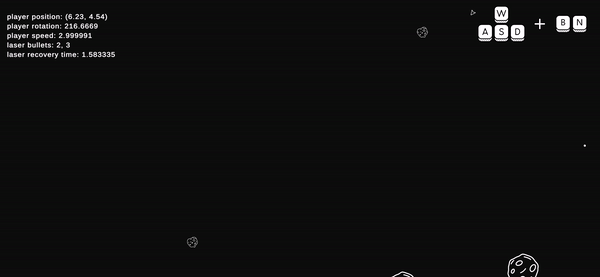 player position: (6.23, 4.54)
player rotation: 216.6669
player speed: 2.999991
laser bullets: 2, 3
laser recovery time: 1.583335
W
A S D + B N